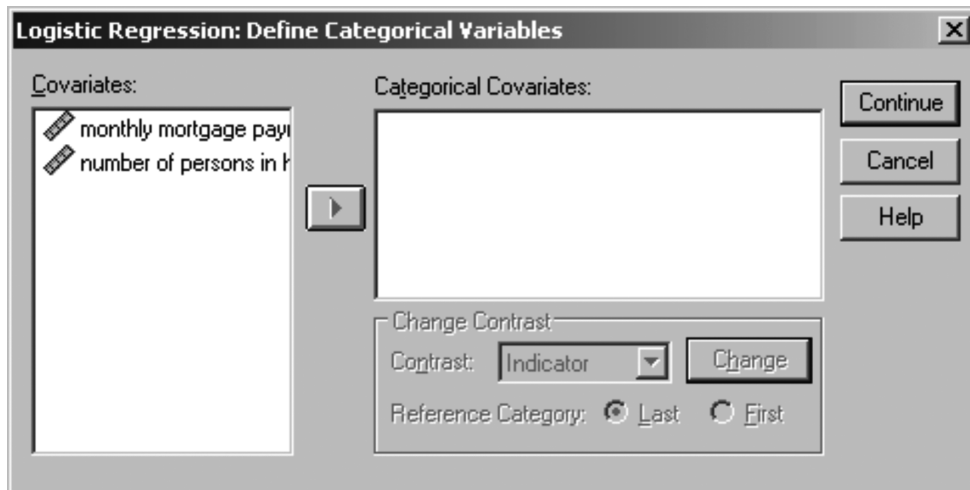 Logistic Regression: Define Categorical Variables
Covariates:
monthly mortgage pay
number of persons in h
Categorical Covariates:
Continue
Cancel
Help
Change Contrast
Contrast:
Indicator
Change
Reference Category:
Last
First